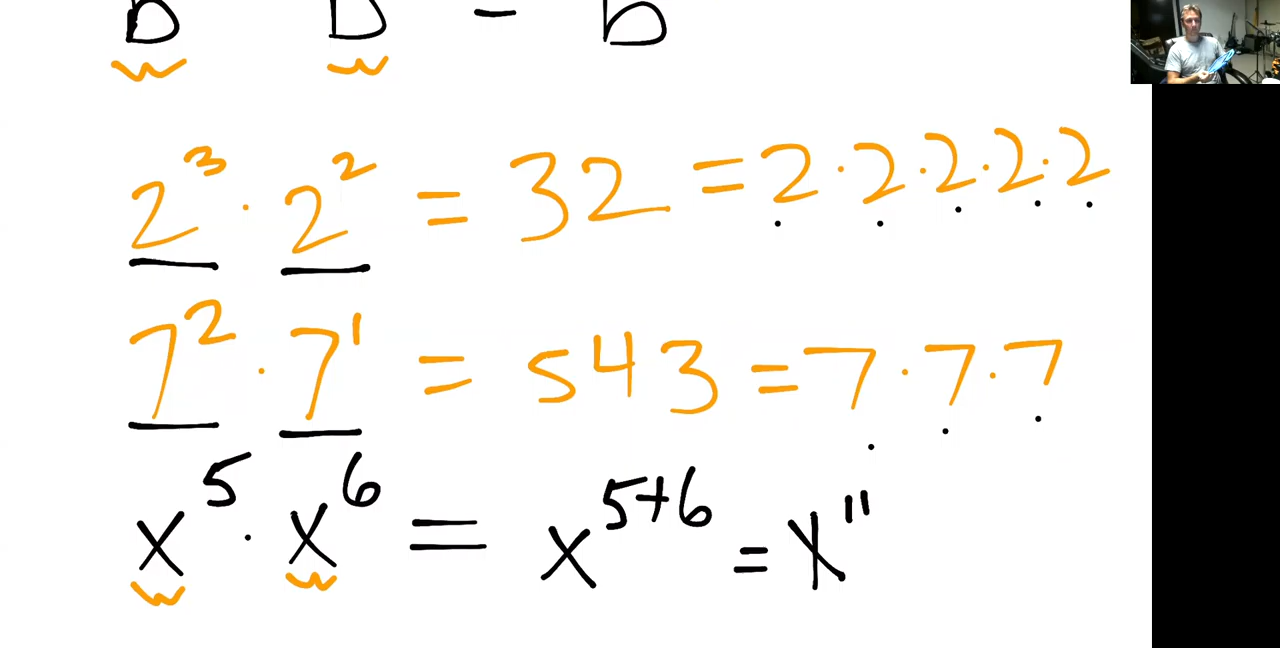 b b = b
2³ · 2² = 32 = 2 · 2 · 2 · 2 · 2
7² · 7¹ = 543 = 7 · 7 · 7
x⁵ · x⁶ = x⁵⁺⁶ = x¹¹